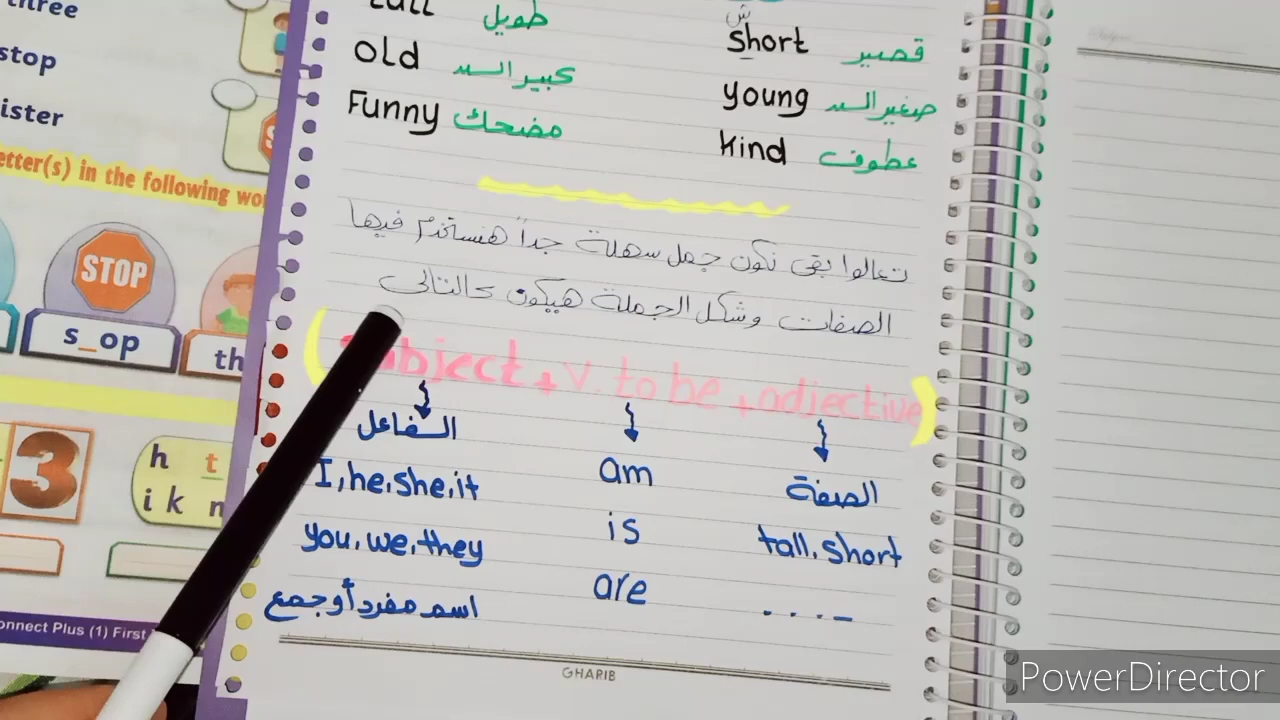 three
stop
ister
etter(s) in the following wo
STOP
s_op
th
3
h t
i k n
onnect Plus (1) First
طويل
ش
short قصير
old كبير السن
young صغير السن
Funny مضحك
kind عطوف
تعالوا بقى نكون جمل سهلة جداً هنستخدم فيها
الصفات وشكل الجملة هيكون كالتالى
(Subject + v. to be + adjective)
الفاعل
الصفة
I, he, she, it am
you, we, they is tall, short
اسم مفرد أو جمع are ....
GHARIB
PowerDirector